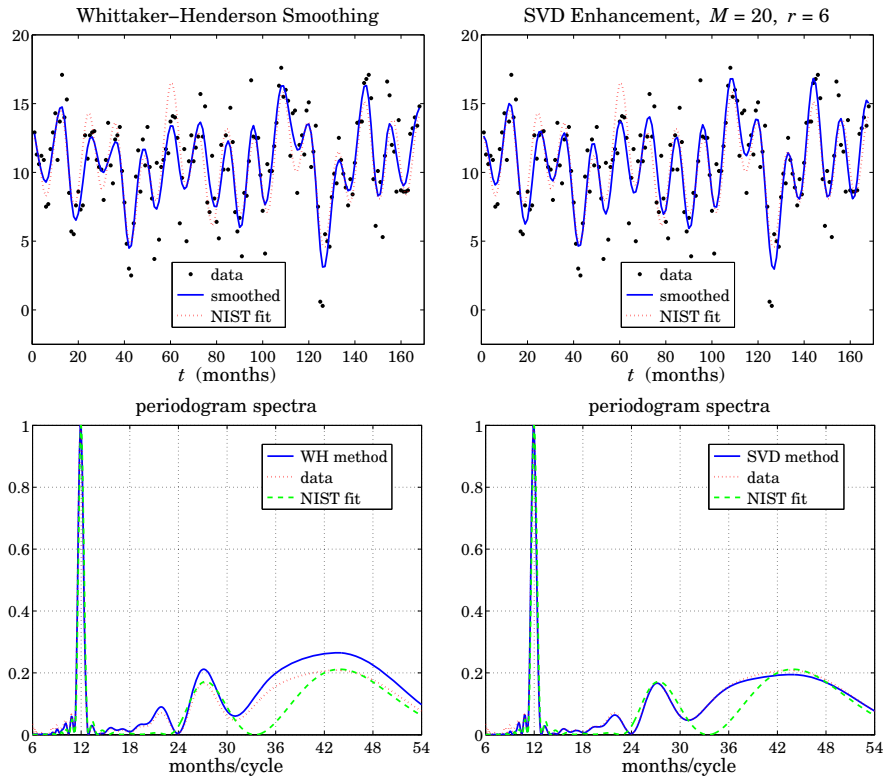 Whittaker–Henderson Smoothing
20
15
10
5
0
data
smoothed
NIST fit
0 20 40 60 80 100 120 140 160
t (months)
SVD Enhancement, M = 20, r = 6
20
15
10
5
0
data
smoothed
NIST fit
0 20 40 60 80 100 120 140 160
t (months)
periodogram spectra
1
0.8
0.6
0.4
0.2
0
WH method
data
NIST fit
6 12 18 24 30 36 42 48 54
months/cycle
periodogram spectra
1
0.8
0.6
0.4
0.2
0
SVD method
data
NIST fit
6 12 18 24 30 36 42 48 54
months/cycle